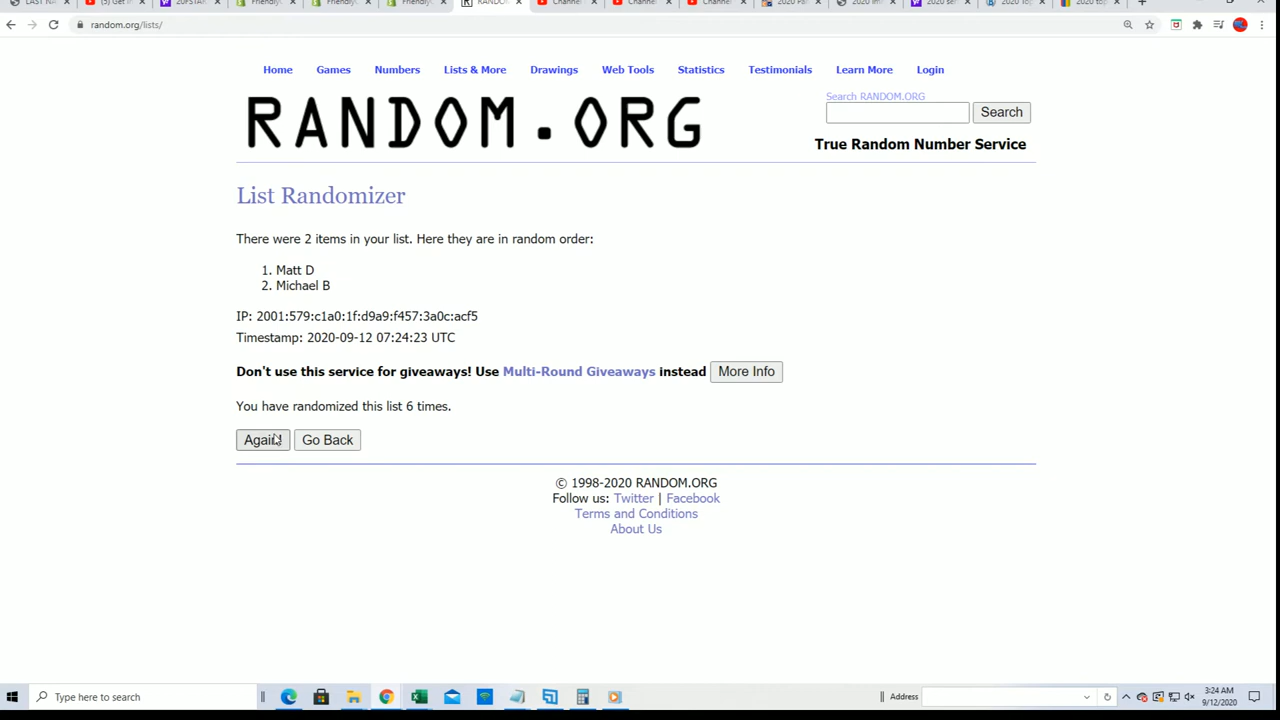 random.org/lists/
Home Games Numbers Lists & More Drawings Web Tools Statistics Testimonials Learn More Login
RANDOM.ORG
Search RANDOM.ORG
Search
True Random Number Service
List Randomizer
There were 2 items in your list. Here they are in random order:
1. Matt D
2. Michael B
IP: 2001:579:c1a0:1f:d9a9:f457:3a0c:acf5
Timestamp: 2020-09-12 07:24:23 UTC
Don't use this service for giveaways! Use Multi-Round Giveaways instead More Info
You have randomized this list 6 times.
Again! Go Back
© 1998-2020 RANDOM.ORG
Follow us: Twitter | Facebook
Terms and Conditions
About Us
Type here to search
Address
3:24 AM
9/12/2020